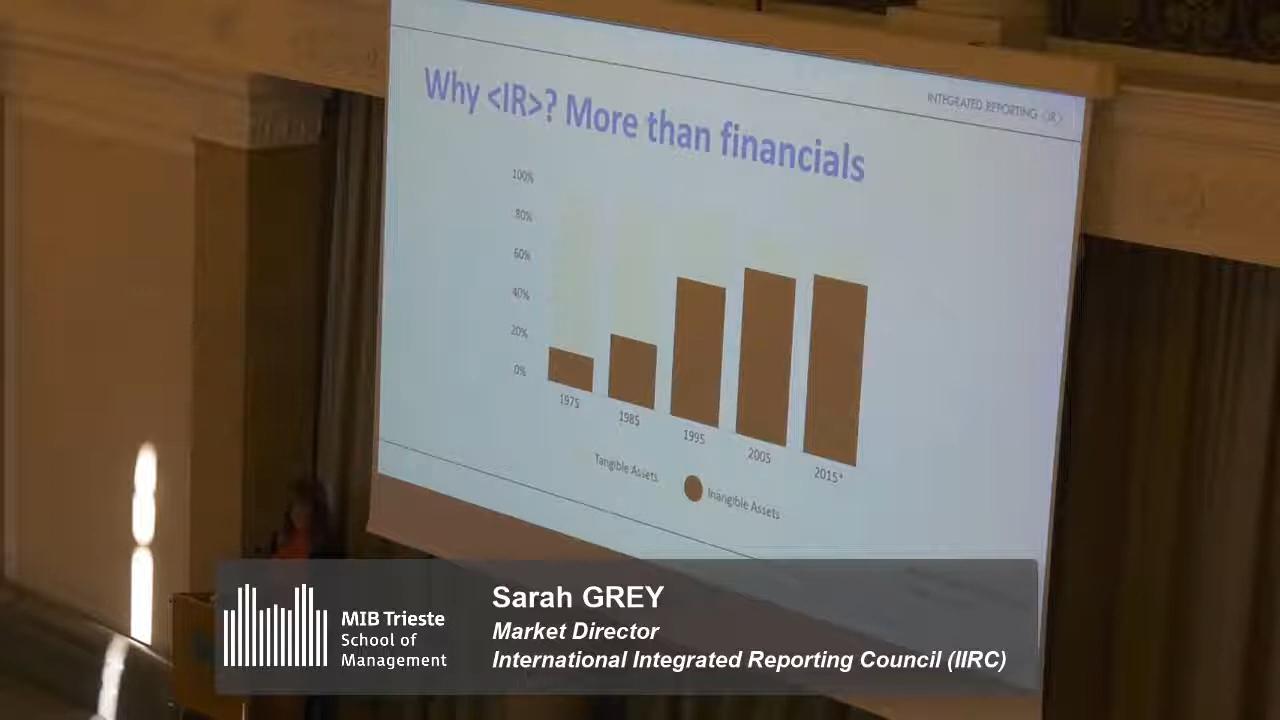 INTEGRATED REPORTING <IR>
Why <IR>? More than financials
100%
80%
60%
40%
20%
0%
1975
1985
1995
2005
2015*
Tangible Assets
Inangible Assets
MIB Trieste
School of
Management
Sarah GREY
Market Director
International Integrated Reporting Council (IIRC)